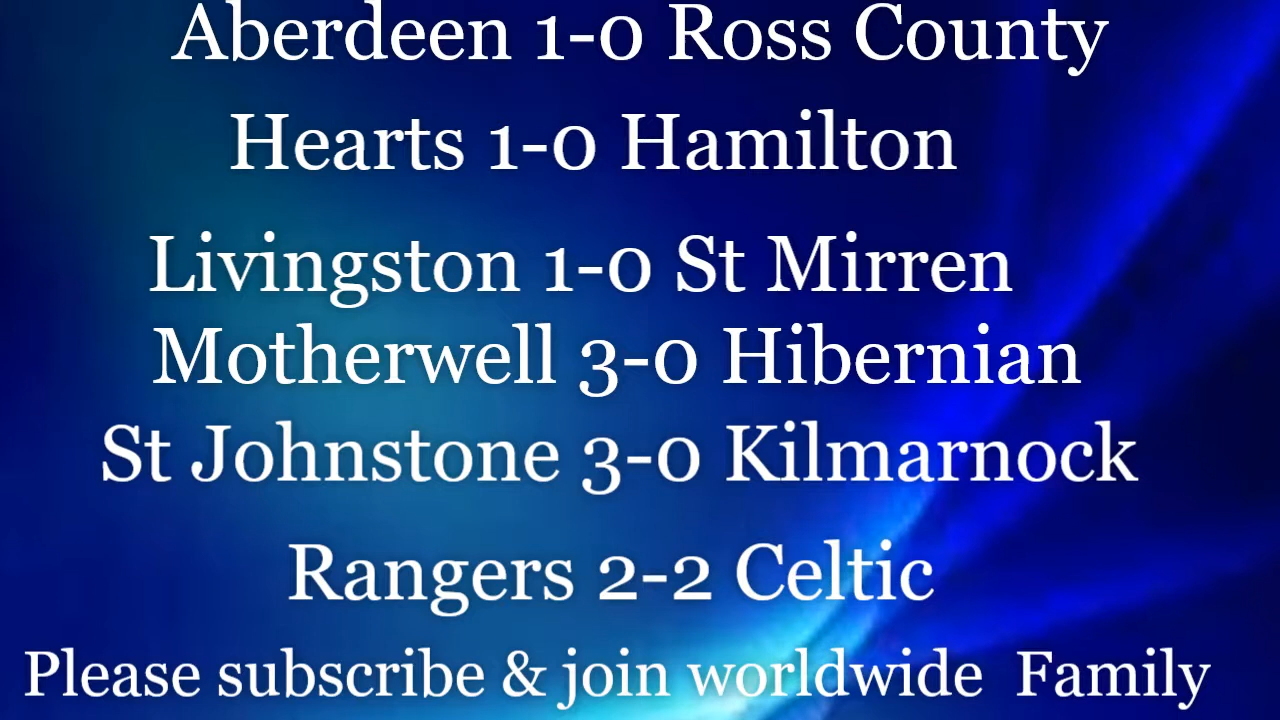 Aberdeen 1-0 Ross County
Hearts 1-0 Hamilton
Livingston 1-0 St Mirren
Motherwell 3-0 Hibernian
St Johnstone 3-0 Kilmarnock
Rangers 2-2 Celtic
Please subscribe & join worldwide Family